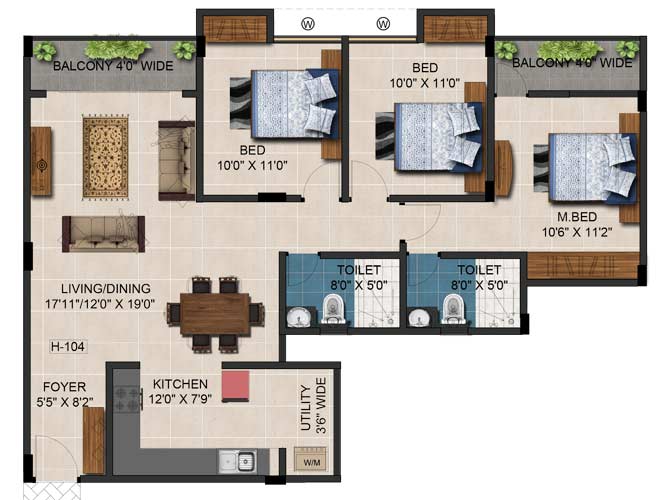 W
W
BALCONY 4'0" WIDE
BED
10'0" X 11'0"
BALCONY 4'0" WIDE
BED
10'0" X 11'0"
M.BED
10'6" X 11'2"
TOILET
8'0" X 5'0"
TOILET
8'0" X 5'0"
LIVING/DINING
17'11"/12'0" X 19'0"
H-104
FOYER
5'5" X 8'2"
KITCHEN
12'0" X 7'9"
UTILITY
3'6" WIDE
W/M